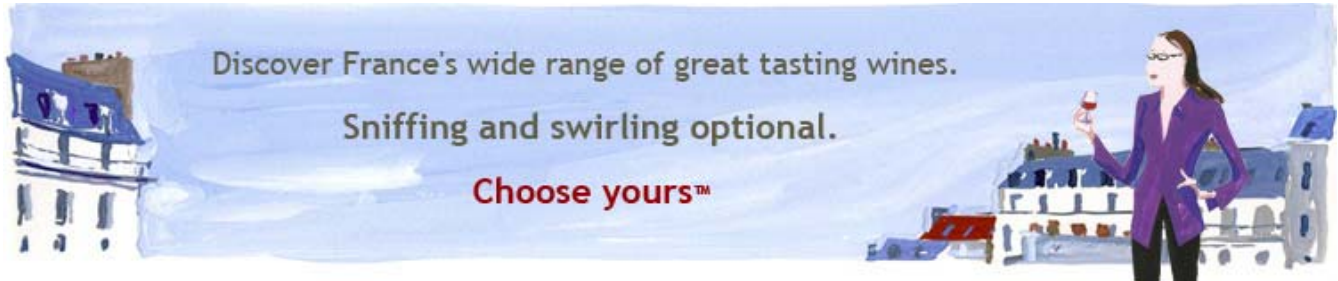 Discover France's wide range of great tasting wines.
Sniffing and swirling optional.
Choose yours™